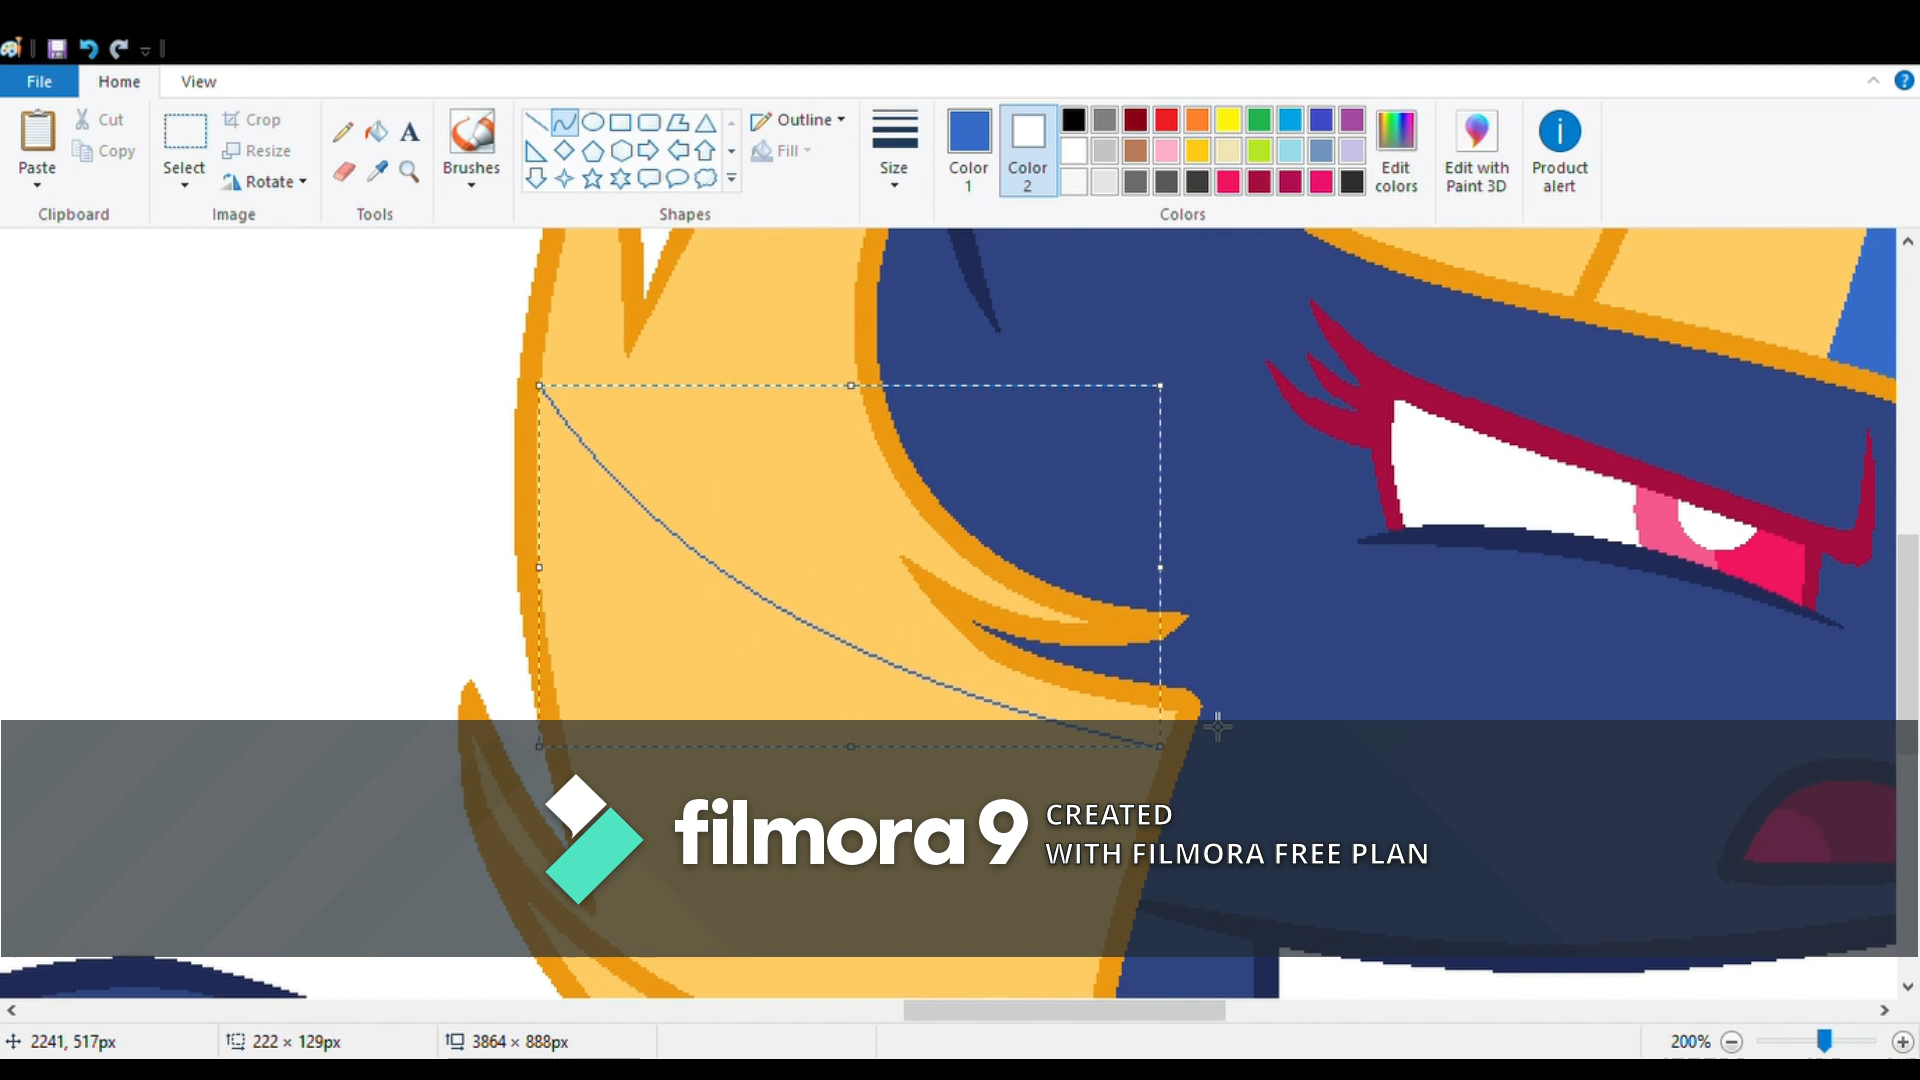 File Home View
Paste Cut Copy Clipboard
Select Crop Resize Rotate Image
A
Tools
Brushes
Outline Fill
Shapes
Size
Color 1
Color 2
Edit colors
Colors
Edit with Paint 3D
Product alert
filmora9 CREATED
WITH FILMORA FREE PLAN
2241, 517px 222 × 129px 3864 × 888px 200%